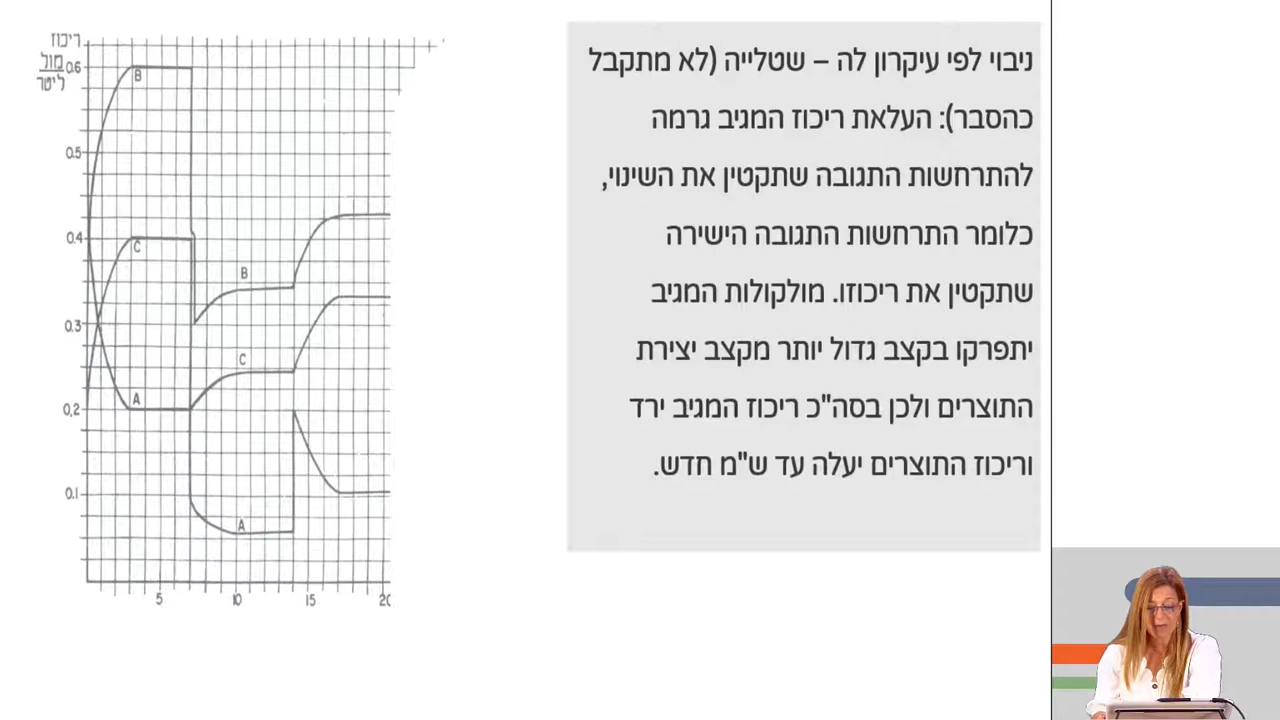 ניבוי לפי עיקרון לה – שטלייה (לא מתקבל
כהסבר): העלאת ריכוז המגיב גרמה
להתרחשות התגובה שתקטין את השינוי,
כלומר התרחשות התגובה הישירה
שתקטין את ריכוזו. מולקולות המגיב
יתפרקו בקצב גדול יותר מקצב יצירת
התוצרים ולכן בסה"כ ריכוז המגיב ירד
וריכוז התוצרים יעלה עד ש"מ חדש.
ריכוז
מול
ליטר
0.6
0.5
0.4
0.3
0,2
0.1
B
C
A
B
C
A
5
10
15
20